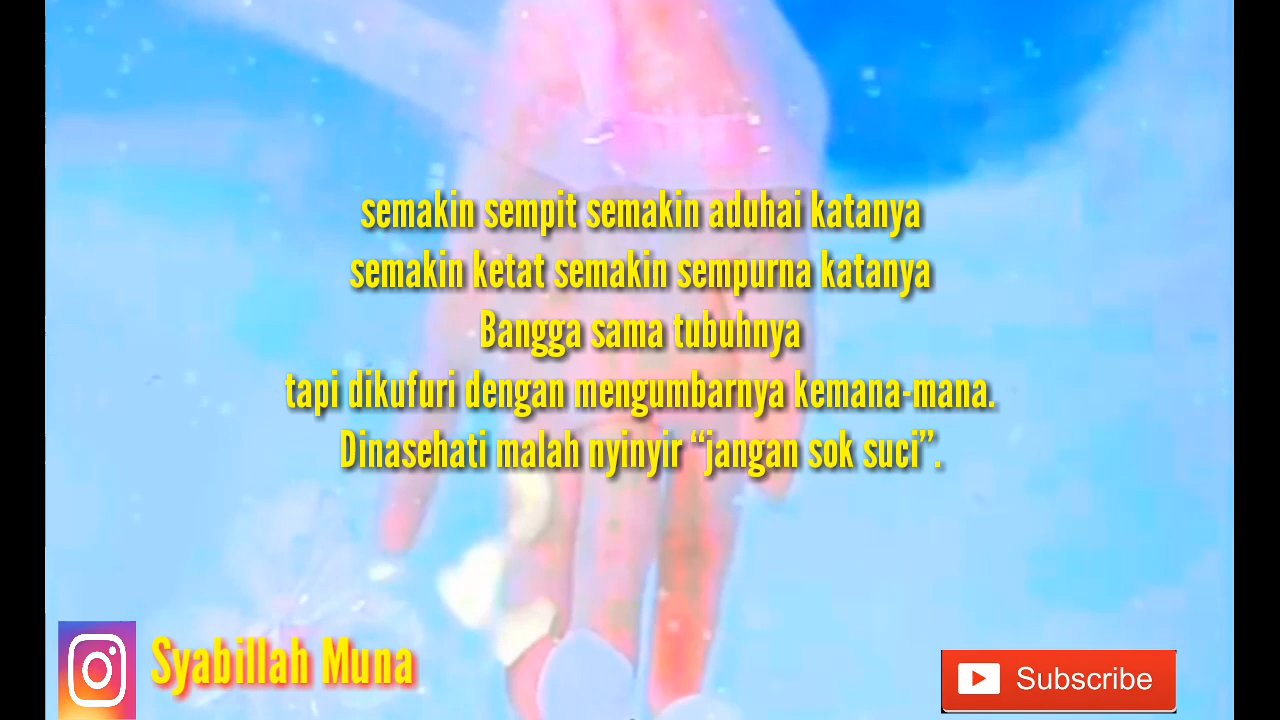 semakin sempit semakin aduhai katanya
semakin ketat semakin sempurna katanya
Bangga sama tubuhnya
tapi dikufuri dengan mengumbarnya kemana-mana.
Dinasehati malah nyinyir “jangan sok suci”.
Syabillah Muna
Subscribe